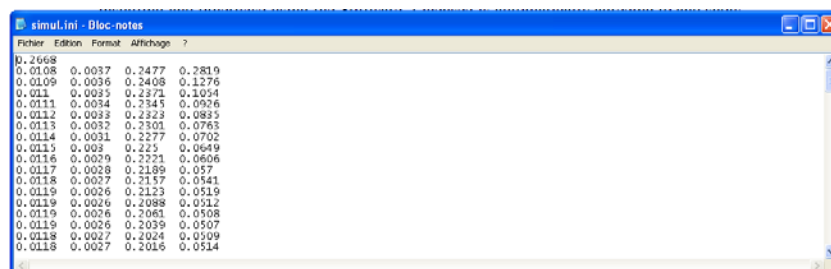 simul.ini - Bloc-notes
Fichier Edition Format Affichage ?
0.2668
0.0108 0.0037 0.2477 0.2819
0.0109 0.0036 0.2408 0.1276
0.011 0.0035 0.2371 0.1054
0.0111 0.0034 0.2345 0.0926
0.0112 0.0033 0.2323 0.0835
0.0113 0.0032 0.2301 0.0763
0.0114 0.0031 0.2277 0.0702
0.0115 0.003 0.225 0.0649
0.0116 0.0029 0.2221 0.0606
0.0117 0.0028 0.2189 0.057
0.0118 0.0027 0.2157 0.0541
0.0119 0.0026 0.2123 0.0519
0.0119 0.0026 0.2088 0.0512
0.0119 0.0026 0.2061 0.0508
0.0119 0.0026 0.2039 0.0507
0.0118 0.0027 0.2024 0.0509
0.0118 0.0027 0.2016 0.0514